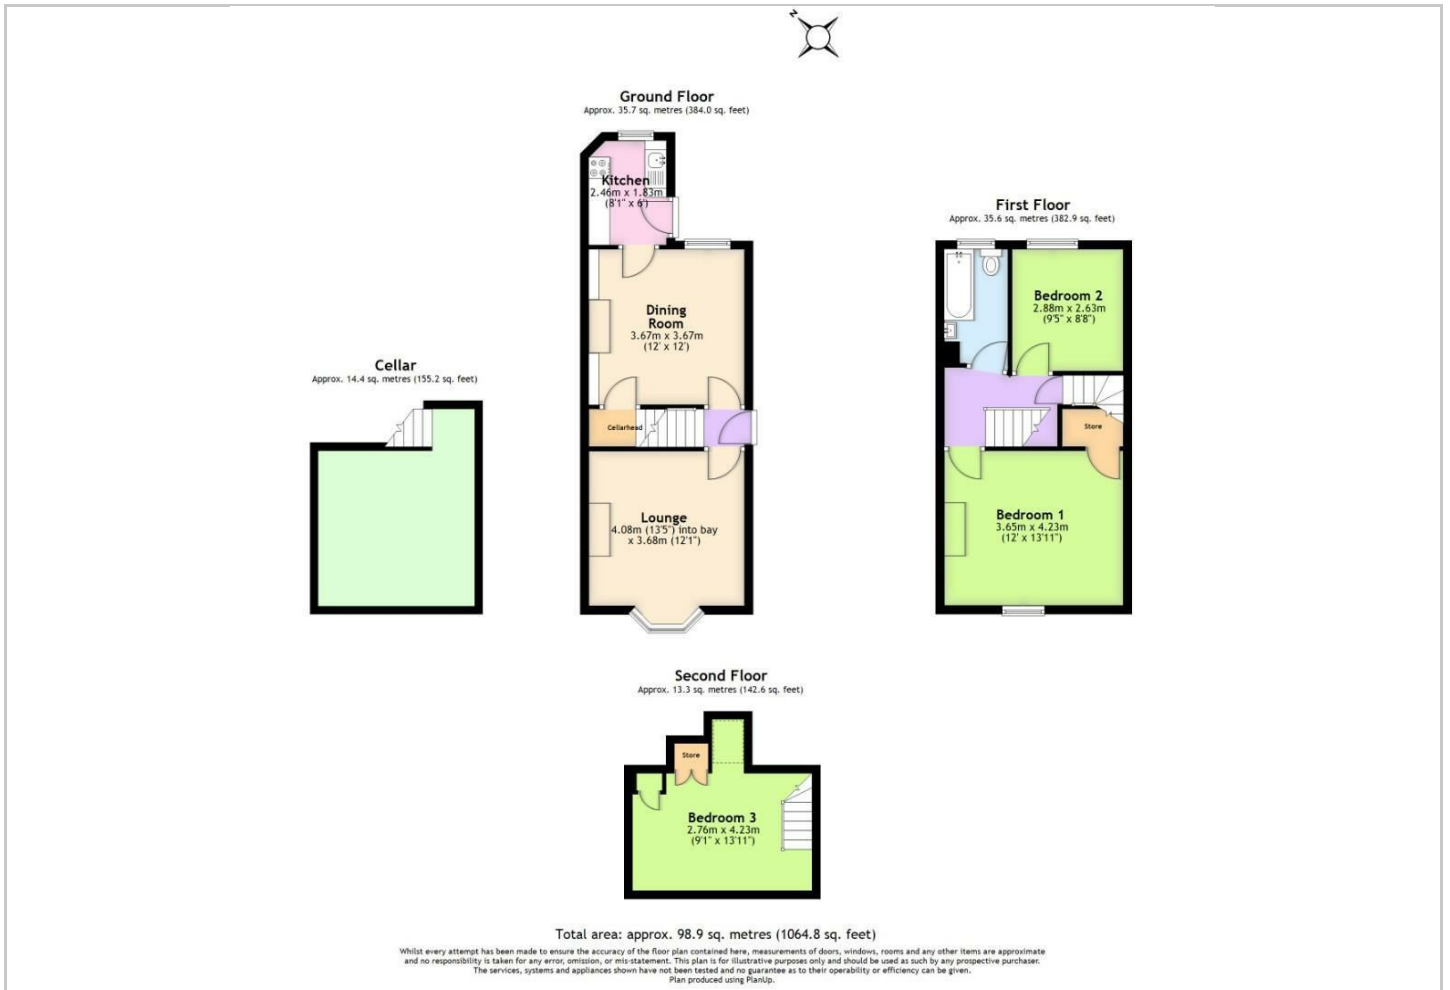 N
Ground Floor
Approx. 35.7 sq. metres (384.0 sq. feet)
Kitchen
2.46m x 1.83m
(8'1" x 6')
First Floor
Approx. 35.6 sq. metres (382.9 sq. feet)
Dining
Room
3.67m x 3.67m
(12' x 12')
Bedroom 2
2.88m x 2.63m
(9'5" x 8'8")
Cellar
Approx. 14.4 sq. metres (155.2 sq. feet)
Cellarhead
Store
Lounge
4.08m (13'5") into bay
x 3.68m (12'1")
Bedroom 1
3.65m x 4.23m
(12' x 13'11")
Second Floor
Approx. 13.3 sq. metres (142.6 sq. feet)
Store
Bedroom 3
2.76m x 4.23m
(9'1" x 13'11")
Total area: approx. 98.9 sq. metres (1064.8 sq. feet)
Whilst every attempt has been made to ensure the accuracy of the floor plan contained here, measurements of doors, windows, rooms and any other items are approximate
and no responsibility is taken for any error, omission, or mis-statement. This plan is for illustrative purposes only and should be used as such by any prospective purchaser.
The services, systems and appliances shown have not been tested and no guarantee as to their operability or efficiency can be given.
Plan produced using PlanUp.